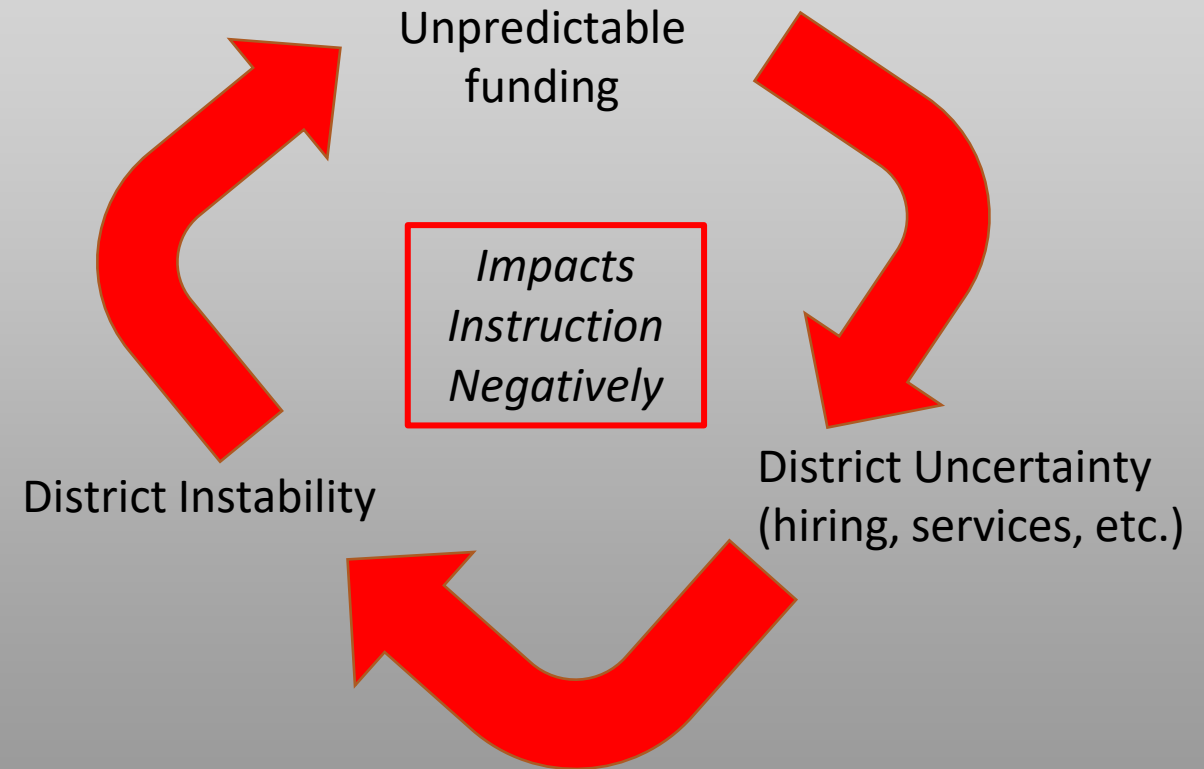 Unpredictable
funding
Impacts
Instruction
Negatively
District Uncertainty
(hiring, services, etc.)
District Instability